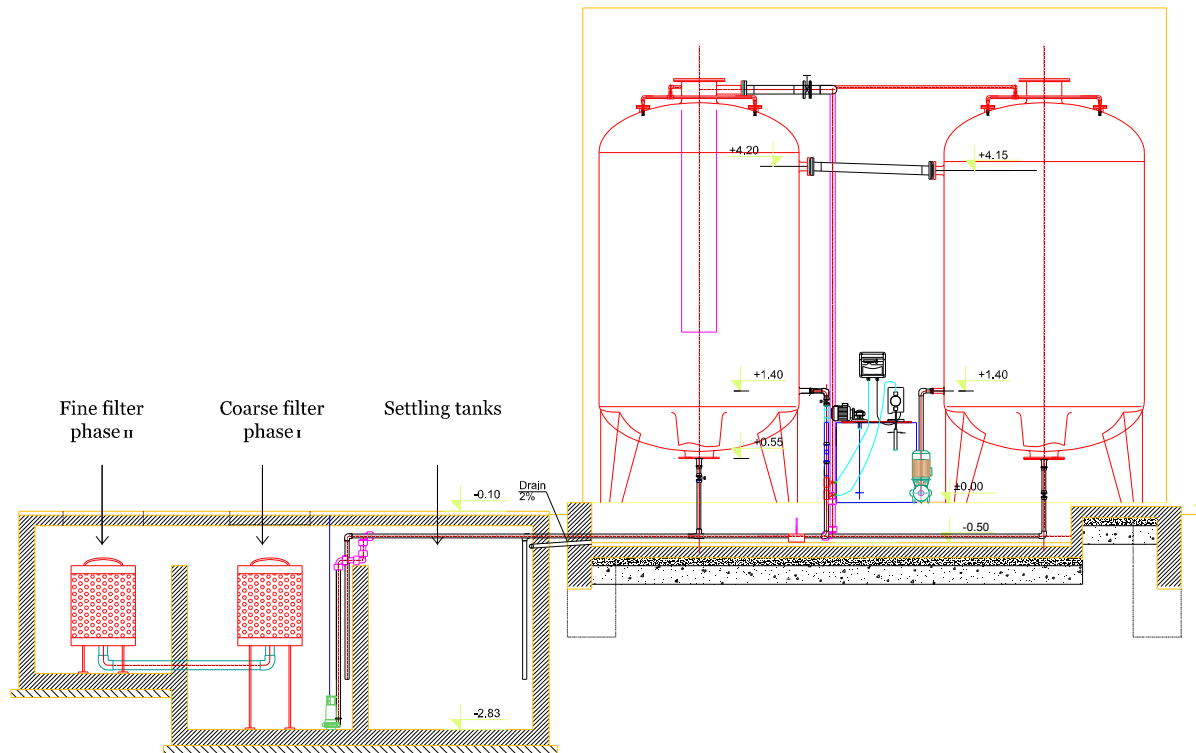 +4,20
+4.15
+1.40
+1.40
Fine filter
phase II
Coarse filter
phase I
Settling tanks
+0.55
Drain
2%
-0.10
±0.00
-0.50
-2.83